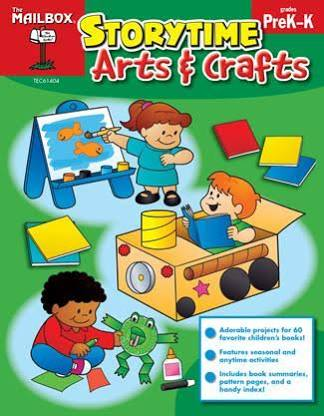 The
MAILBOX
TEC61404
STORYTIME
Arts & Crafts
grades
PreK–K
Adorable projects for 60
favorite children's books!
Features seasonal and
anytime activities
Includes book summaries,
pattern pages, and a
handy index!